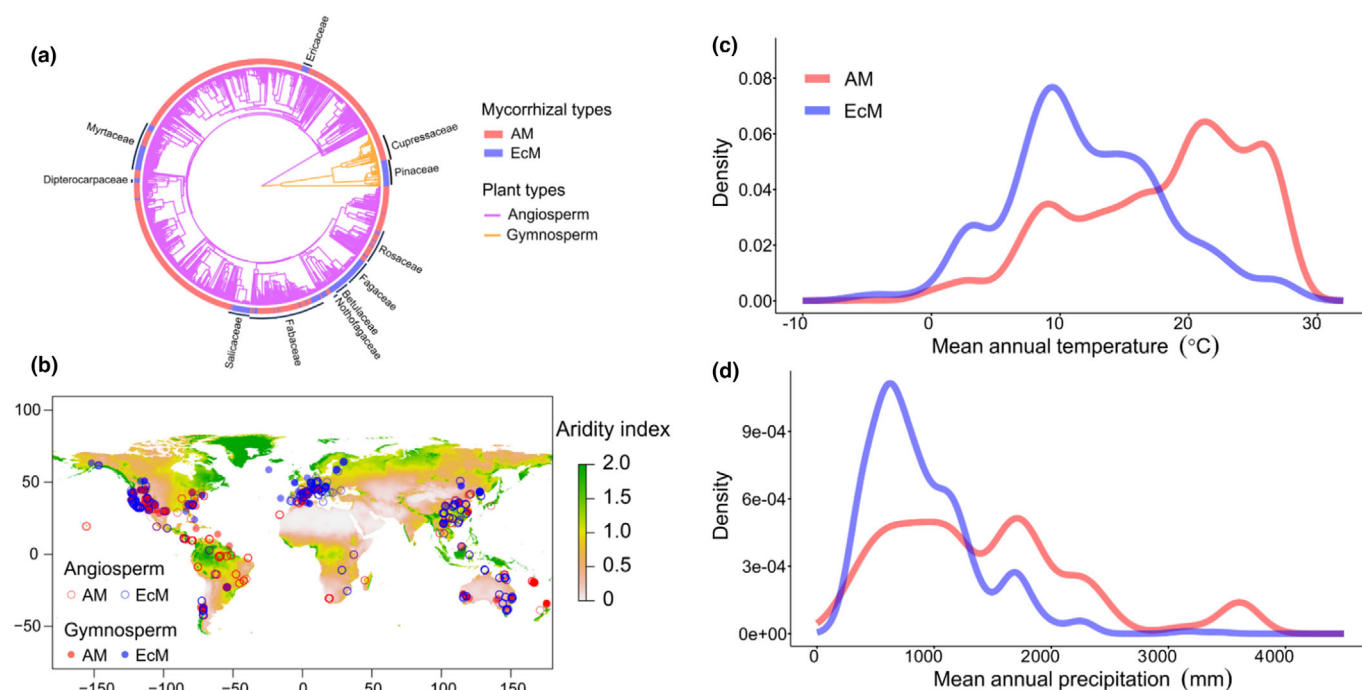 (a)
Ericaceae
Myrtaceae
Dipterocarpaceae
Cupressaceae
Pinaceae
Rosaceae
Fagaceae
Betulaceae
Nothofagaceae
Fabaceae
Salicaceae
Mycorrhizal types
AM
EcM
Plant types
Angiosperm
Gymnosperm
(b)
100
50
0
−50
−150 −100 −50 0 50 100 150
Angiosperm
AM EcM
Gymnosperm
AM EcM
Aridity index
2.0
1.5
1.0
0.5
0
(c)
AM
EcM
Density
0.08
0.06
0.04
0.02
0.00
-10 0 10 20 30
Mean annual temperature (°C)
(d)
Density
9e-04
6e-04
3e-04
0e+00
0 1000 2000 3000 4000
Mean annual precipitation (mm)